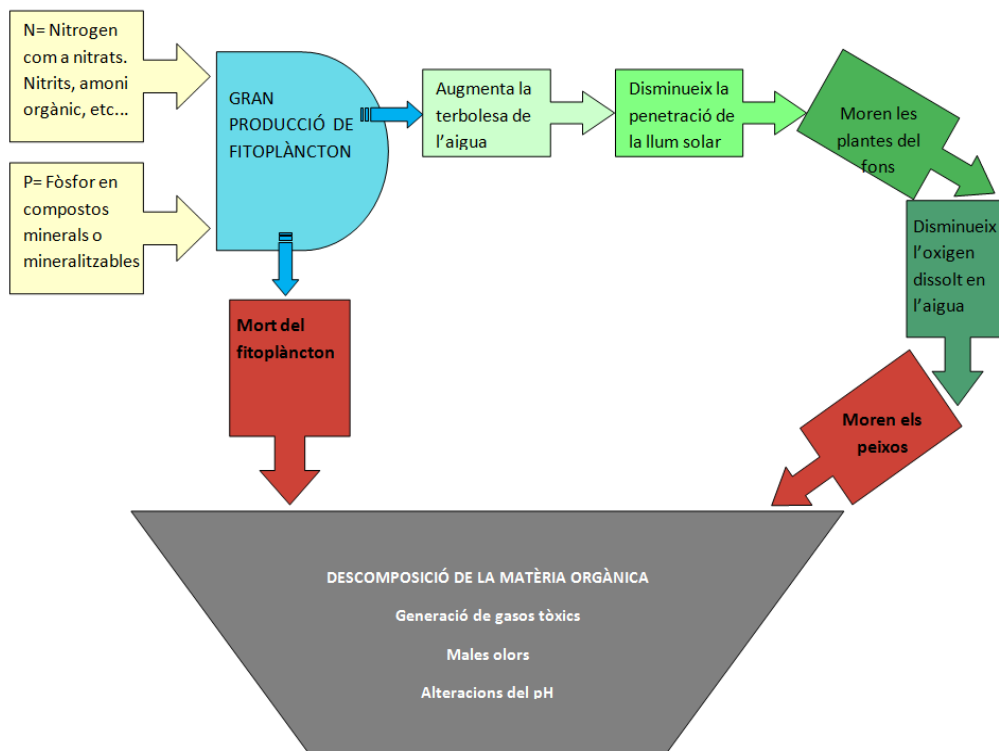 N= Nitrogen
com a nitrats.
Nitrits, amoni
orgànic, etc...
P= Fòsfor en
compostos
minerals o
mineralitzables
GRAN
PRODUCCIÓ DE
FITOPLÀNCTON
Augmenta la
terbolesa de
l’aigua
Disminueix la
penetració de
la llum solar
Moren les
plantes del
fons
Disminueix
l’oxigen
dissolt en
l’aigua
Moren els
peixos
Mort del
fitoplàncton
DESCOMPOSICIÓ DE LA MATÈRIA ORGÀNICA
Generació de gasos tòxics
Males olors
Alteracions del pH